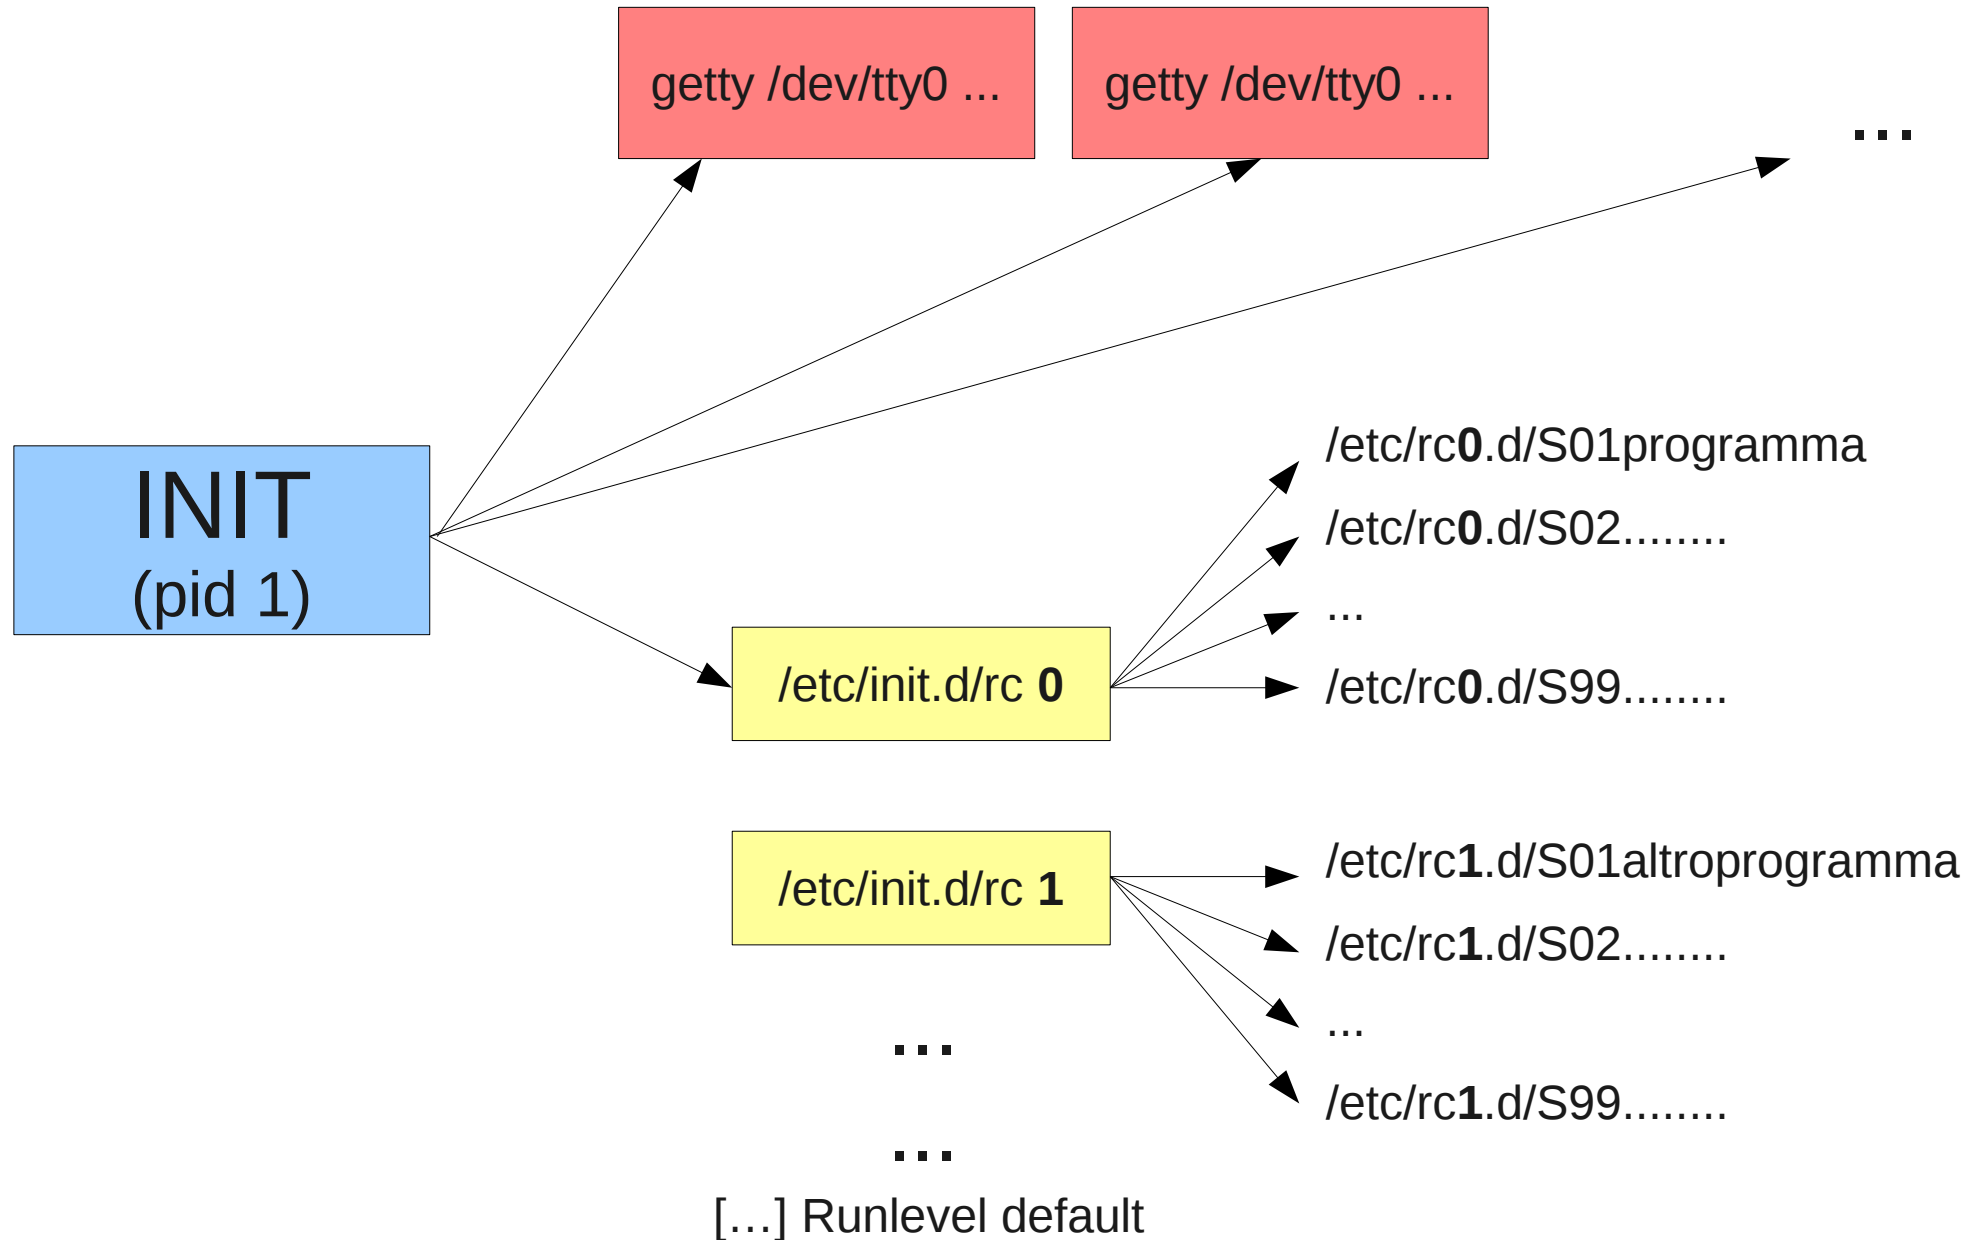 getty /dev/tty0 ...
getty /dev/tty0 ...
...
INIT
(pid 1)
/etc/rc0.d/S01programma
/etc/rc0.d/S02........
...
/etc/rc0.d/S99........
/etc/init.d/rc 0
/etc/init.d/rc 1
/etc/rc1.d/S01altroprogramma
/etc/rc1.d/S02........
...
/etc/rc1.d/S99........
...
...
[…] Runlevel default